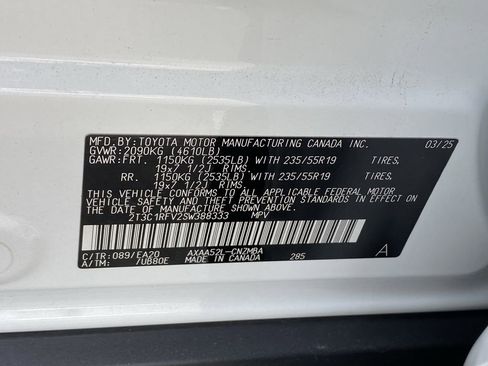 MFD.BY:TOYOTA MOTOR MANUFACTURING CANADA INC. 03/25
GVWR:2090KG (4610LB)
GAWR:FRT. 1150KG (2535LB) WITH 235/55R19 TIRES,
19x7 1/2J RIMS.
RR. 1150KG (2535LB) WITH 235/55R19 TIRES,
19x7 1/2J RIMS.
THIS VEHICLE CONFORMS TO ALL APPLICABLE FEDERAL MOTOR
VEHICLE SAFETY AND THEFT PREVENTION STANDARDS IN EFFECT
ON THE DATE OF MANUFACTURE SHOWN ABOVE.
2T3C1RFV2SW388333 MPV
C/TR:089/EA20 AXAA52L-CNZMBA
A/TM: /UB80E MADE IN CANADA 285 A